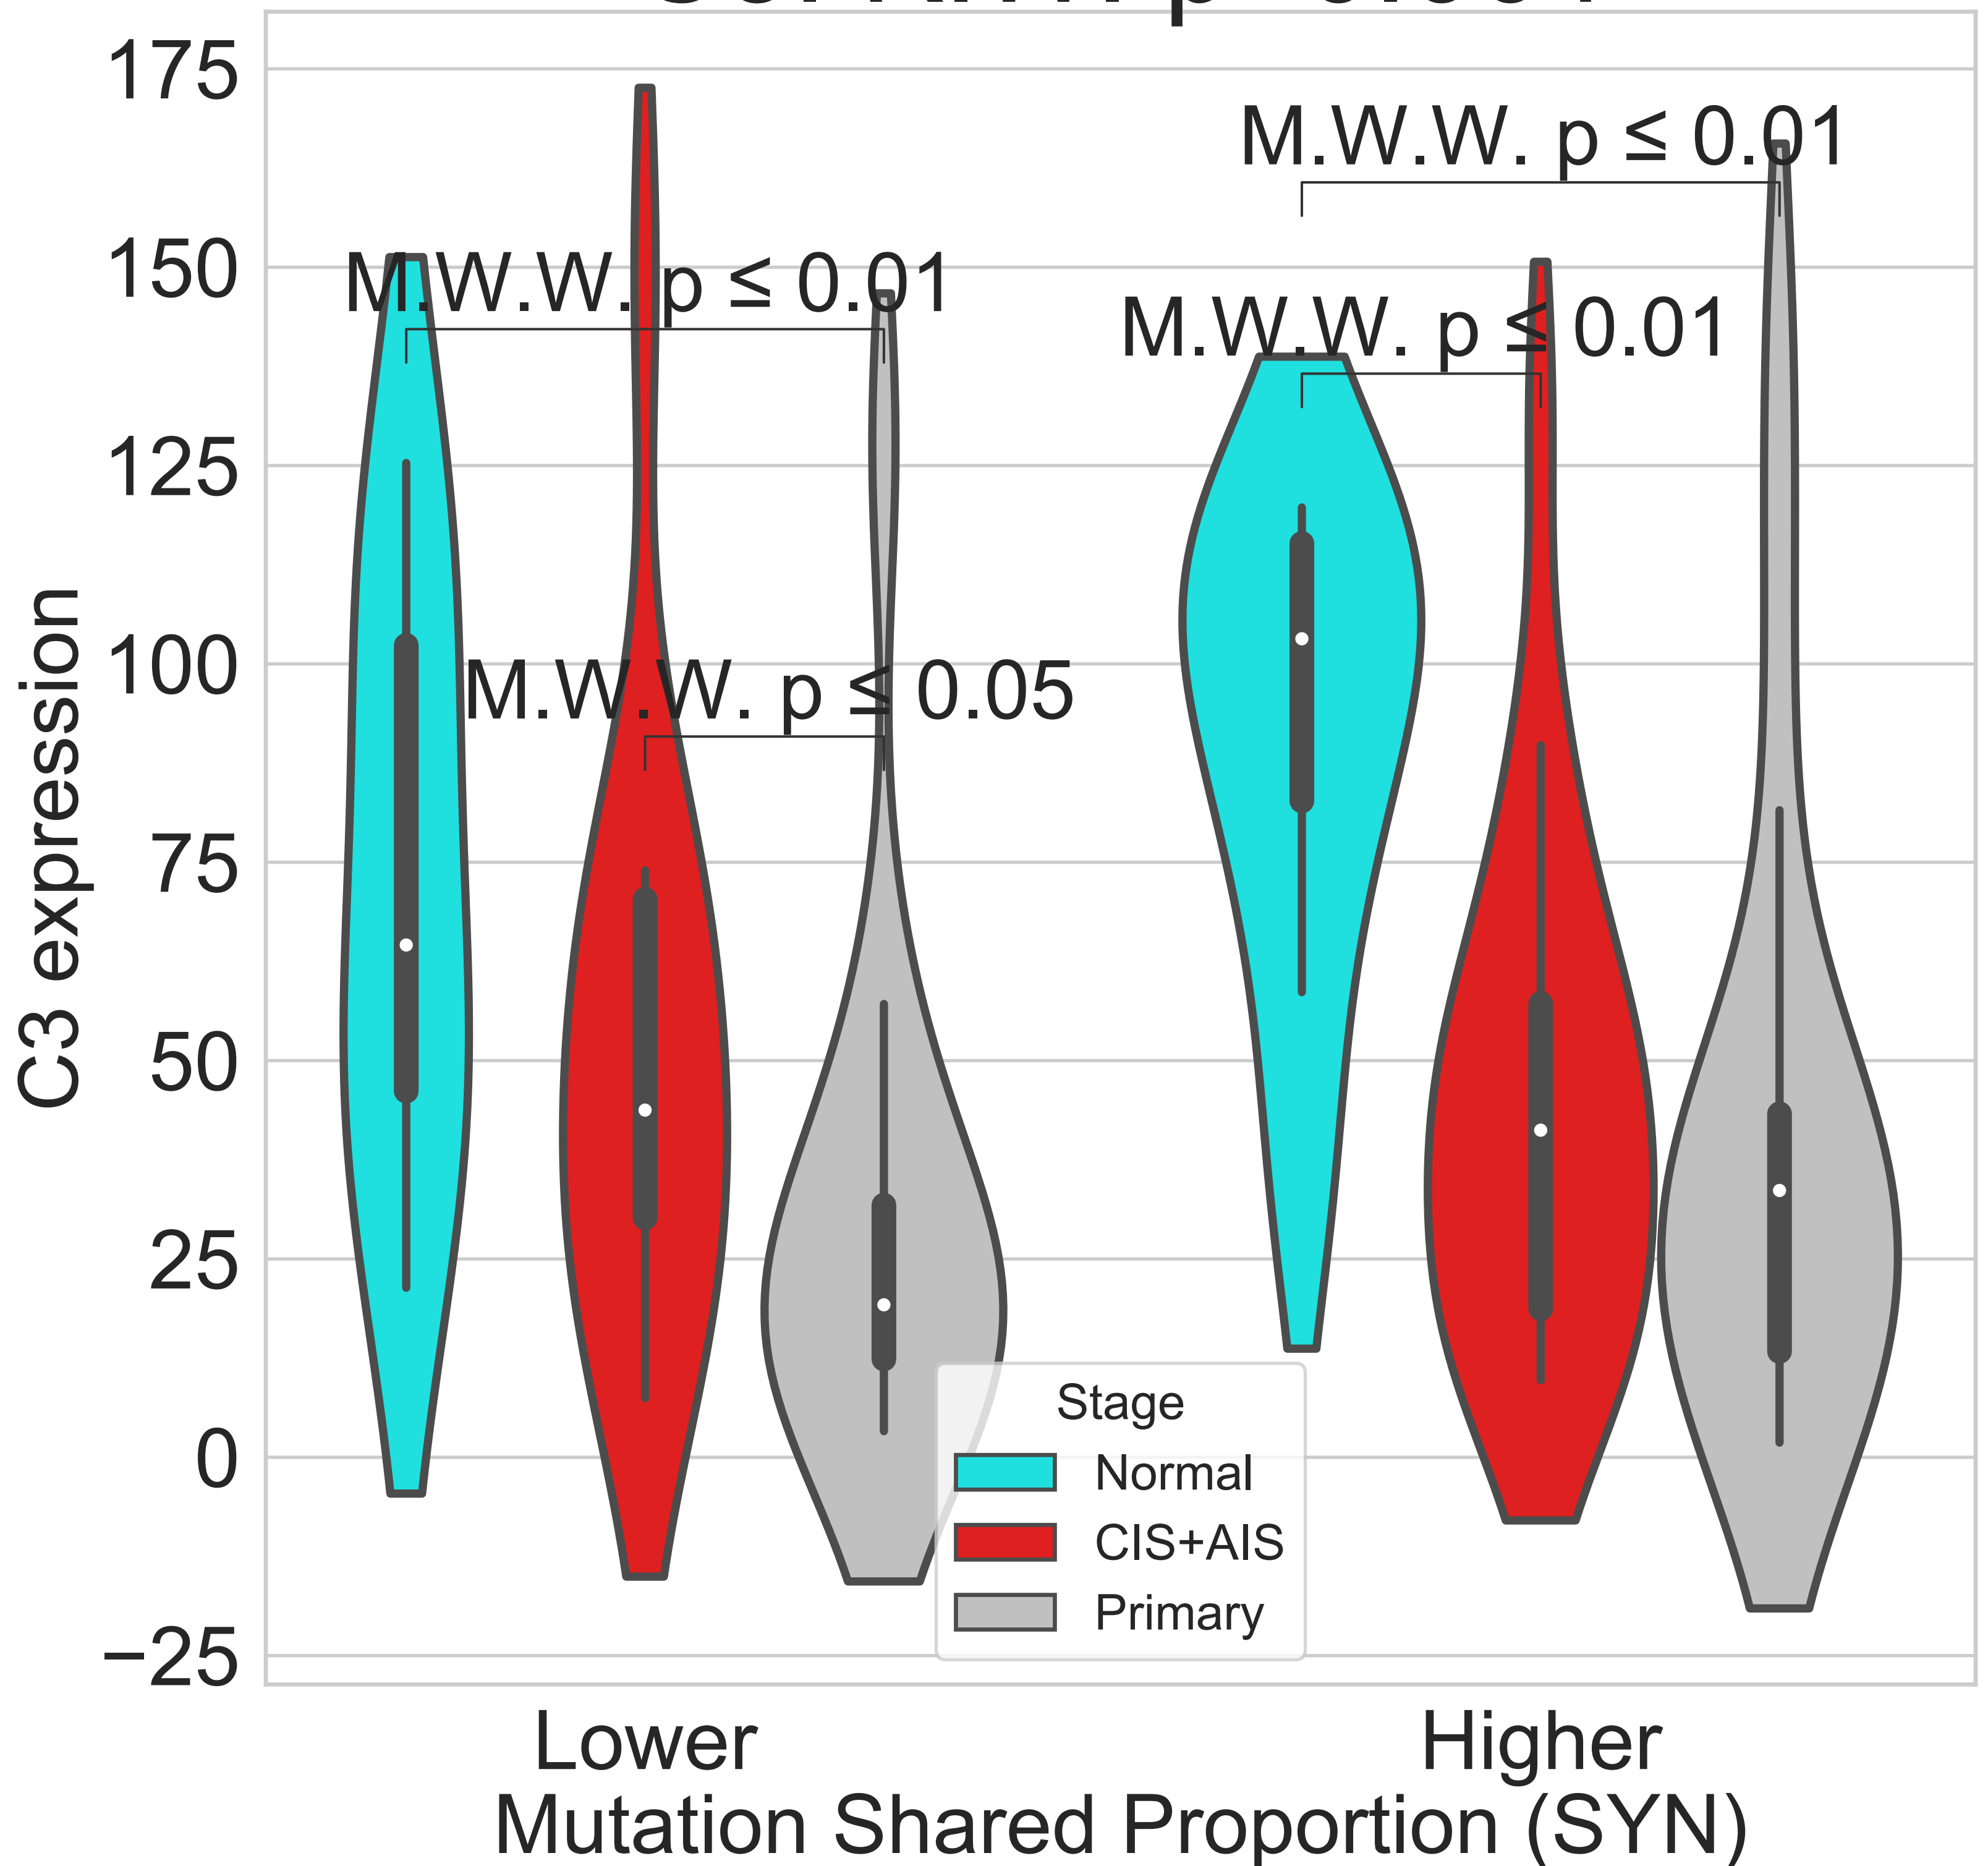 175
150
125
100
75
50
25
0
−25
C3 expression
M.W.W. p ≤ 0.01
M.W.W. p ≤ 0.01
M.W.W. p ≤ 0.01
M.W.W. p ≤ 0.05
Stage
Normal
CIS+AIS
Primary
Lower
Higher
Mutation Shared Proportion (SYN)